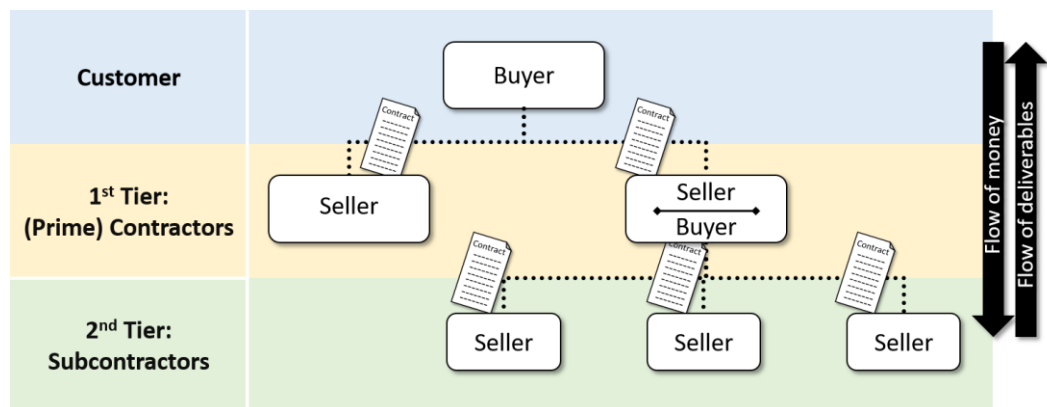 Customer
Buyer
Contract
Contract
1st Tier:
(Prime) Contractors
Seller
Seller
Buyer
Contract
Contract
Contract
2nd Tier:
Subcontractors
Seller
Seller
Seller
Flow of money
Flow of deliverables